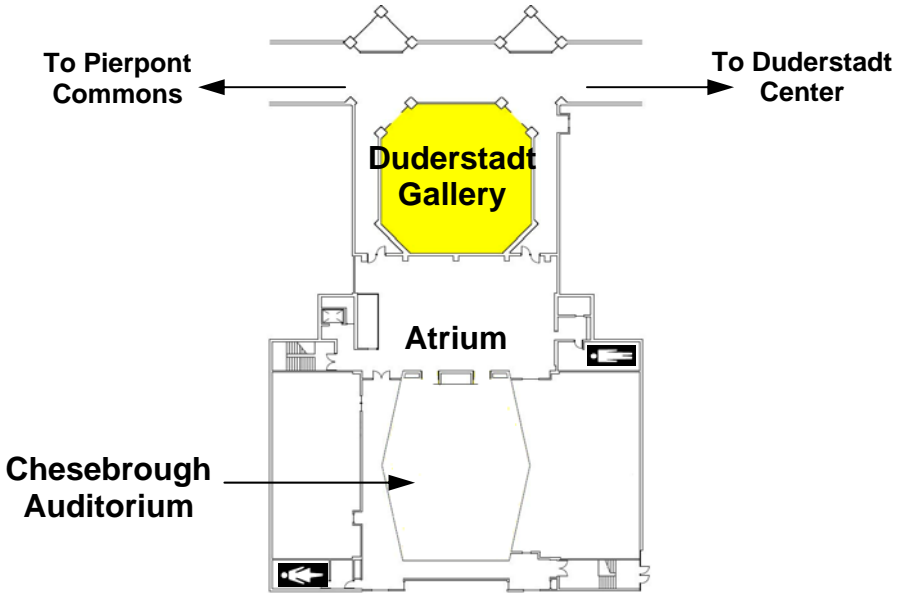 To Pierpont
Commons
To Duderstadt
Center
Duderstadt
Gallery
Atrium
Chesebrough
Auditorium